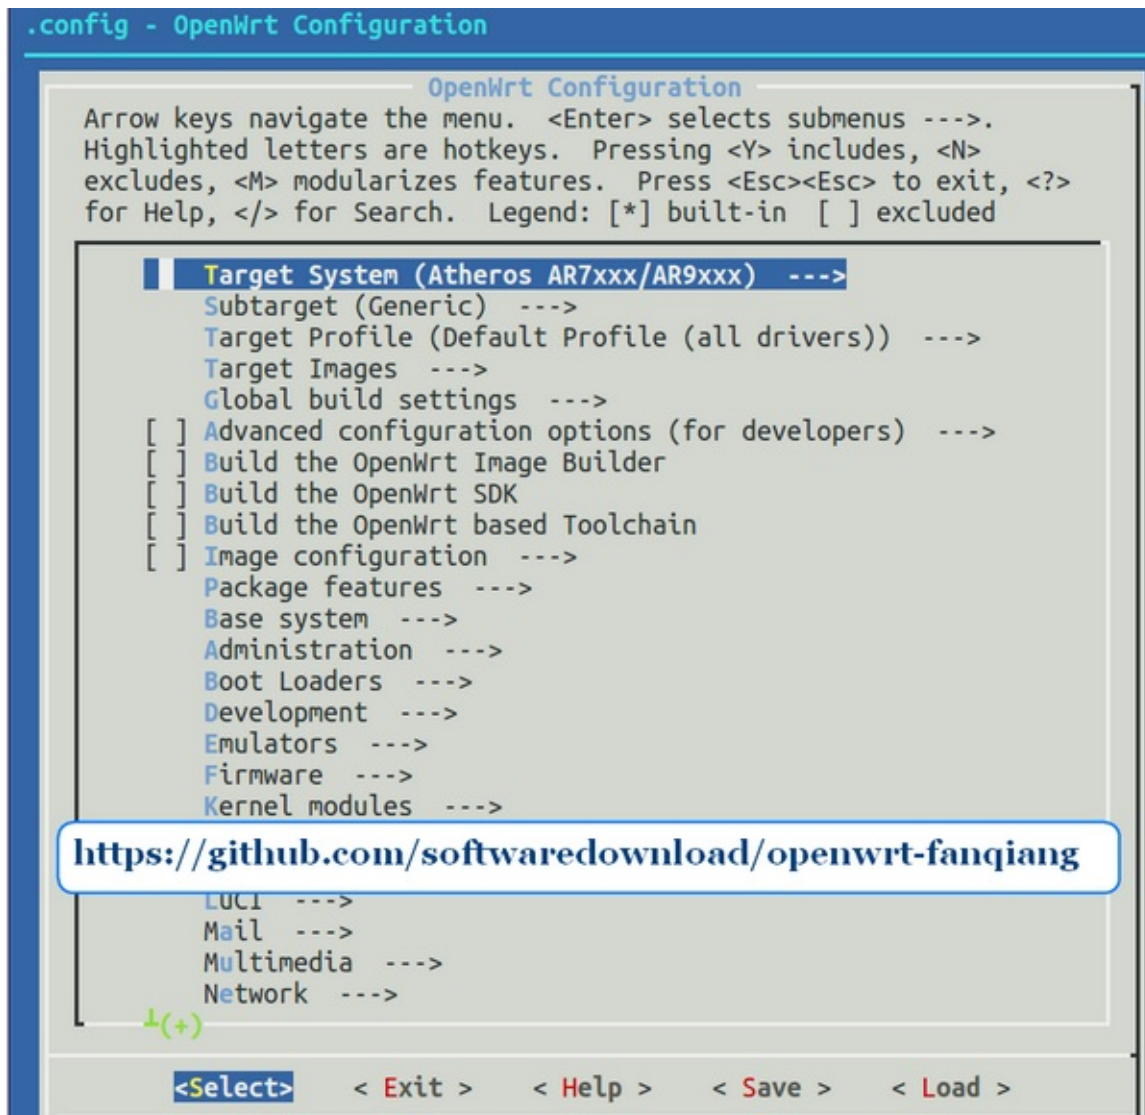 .config - OpenWrt Configuration
OpenWrt Configuration
Arrow keys navigate the menu.  <Enter> selects submenus --->.
Highlighted letters are hotkeys.  Pressing <Y> includes, <N>
excludes, <M> modularizes features.  Press <Esc><Esc> to exit, <?>
for Help, </> for Search.  Legend: [*] built-in  [ ] excluded
Target System (Atheros AR7xxx/AR9xxx)  --->
Subtarget (Generic)  --->
Target Profile (Default Profile (all drivers))  --->
Target Images  --->
Global build settings  --->
[ ] Advanced configuration options (for developers)  --->
[ ] Build the OpenWrt Image Builder
[ ] Build the OpenWrt SDK
[ ] Build the OpenWrt based Toolchain
[ ] Image configuration  --->
Package features  --->
Base system  --->
Administration  --->
Boot Loaders  --->
Development  --->
Emulators  --->
Firmware  --->
Kernel modules  --->
https://github.com/softwaredownload/openwrt-fanqiang
LuCI  --->
Mail  --->
Multimedia  --->
Network  --->
┴(+)
<Select>    < Exit >    < Help >    < Save >    < Load >